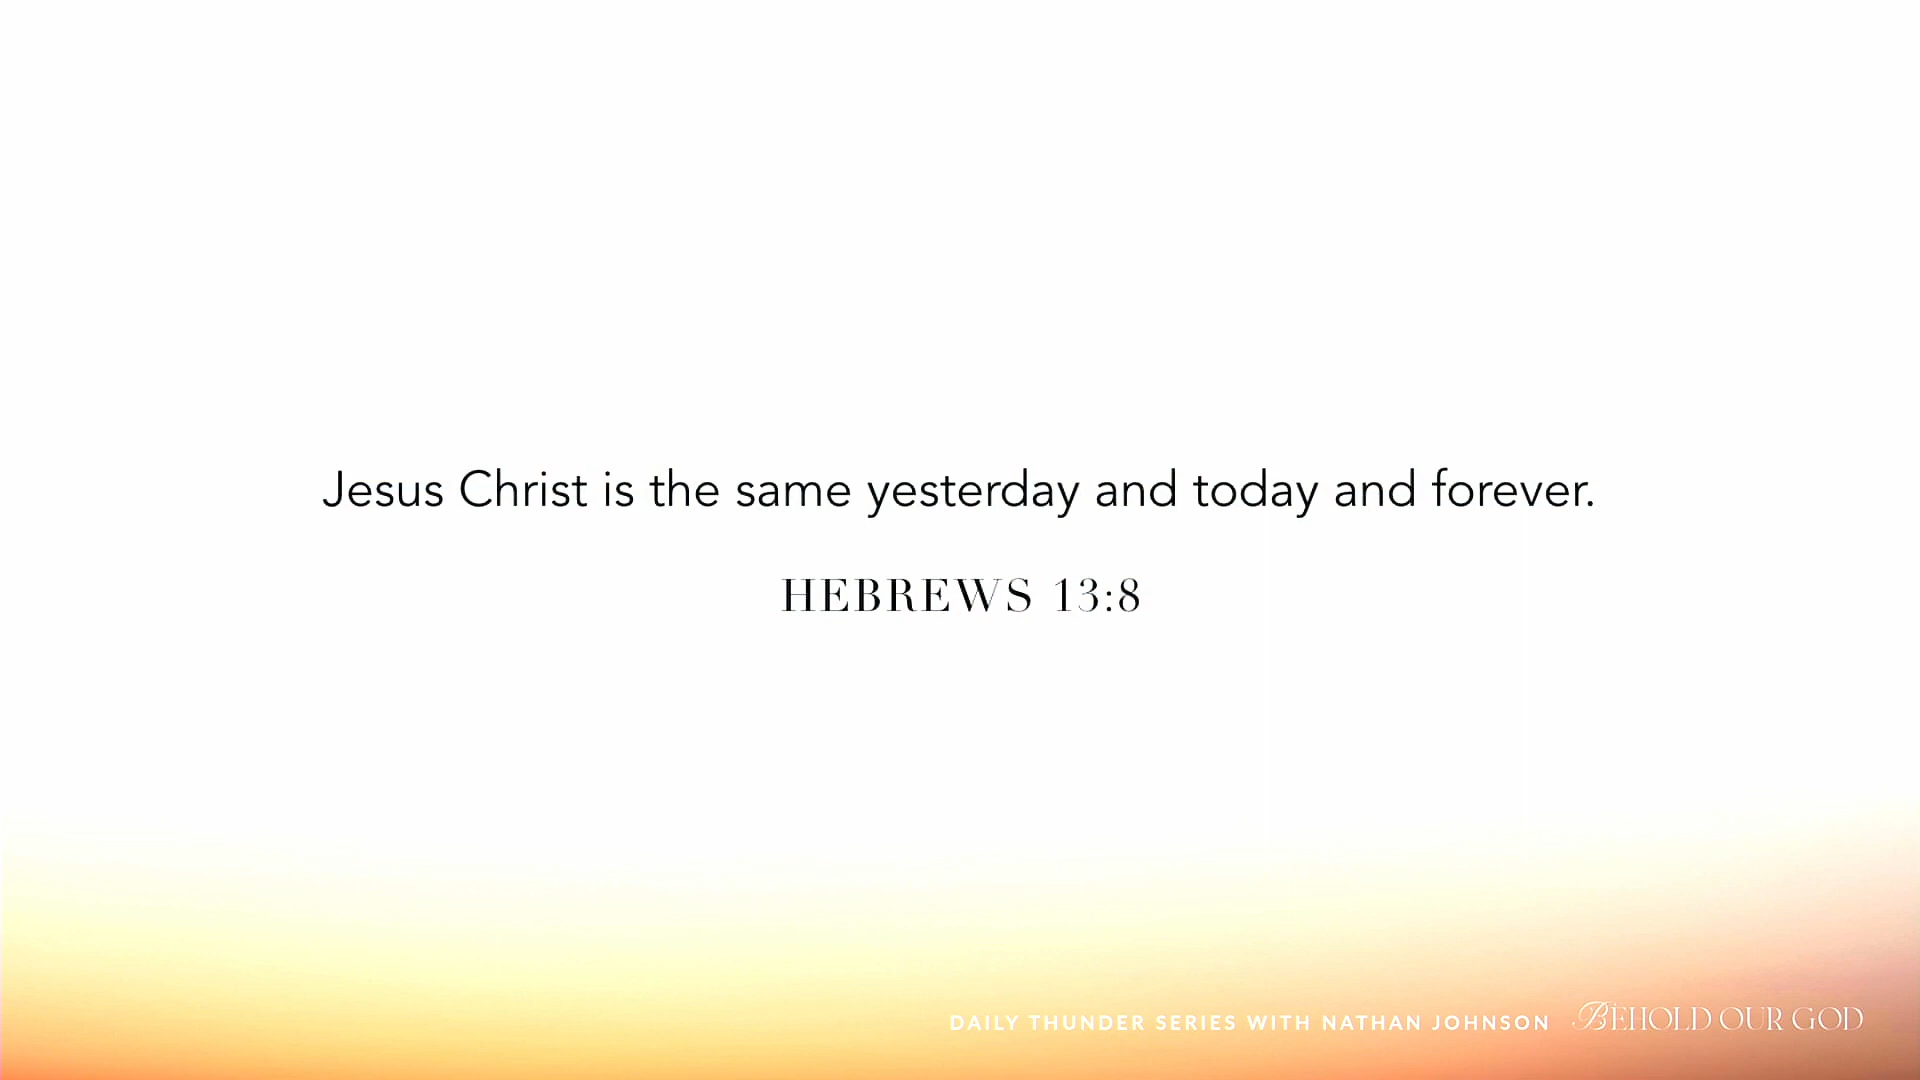 Jesus Christ is the same yesterday and today and forever.
HEBREWS 13:8
DAILY THUNDER SERIES WITH NATHAN JOHNSON BEHOLD OUR GOD